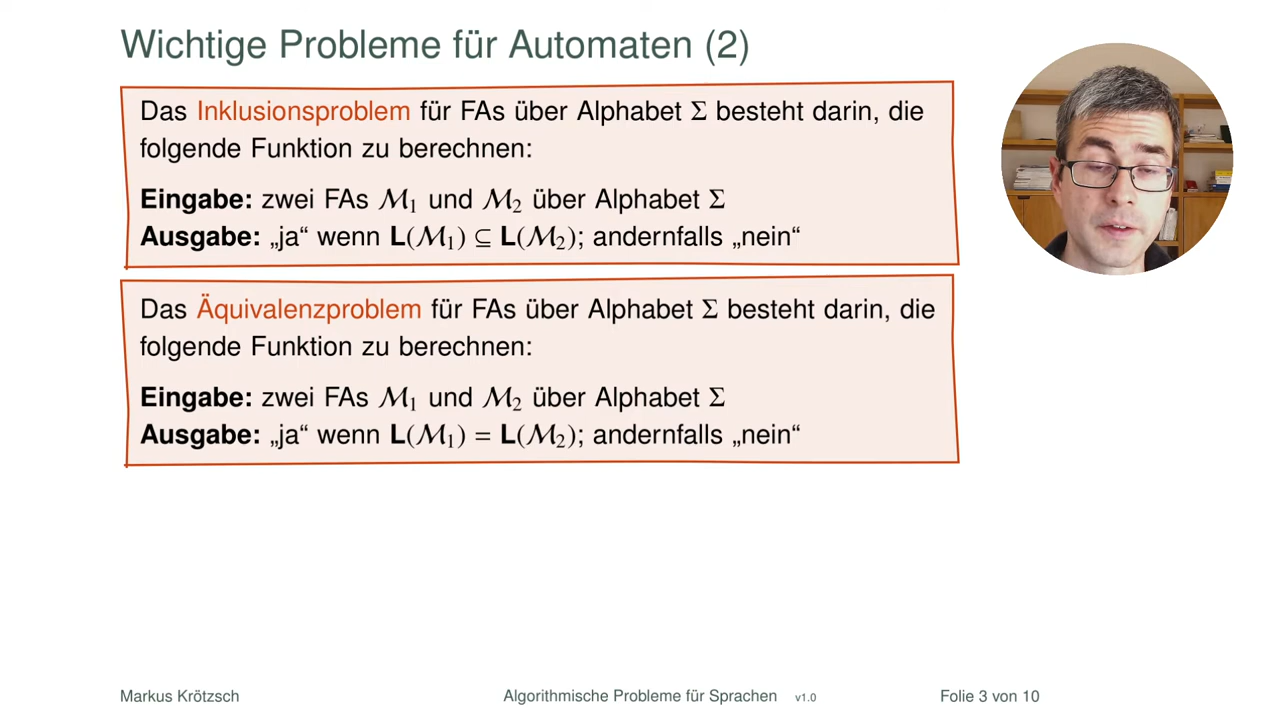 Wichtige Probleme für Automaten (2)
Das Inklusionsproblem für FAs über Alphabet Σ besteht darin, die
folgende Funktion zu berechnen:
Eingabe: zwei FAs ℳ₁ und ℳ₂ über Alphabet Σ
Ausgabe: „ja“ wenn L(ℳ₁) ⊆ L(ℳ₂); andernfalls „nein“
Das Äquivalenzproblem für FAs über Alphabet Σ besteht darin, die
folgende Funktion zu berechnen:
Eingabe: zwei FAs ℳ₁ und ℳ₂ über Alphabet Σ
Ausgabe: „ja“ wenn L(ℳ₁) = L(ℳ₂); andernfalls „nein“
Markus Krötzsch Algorithmische Probleme für Sprachen v1.0 Folie 3 von 10